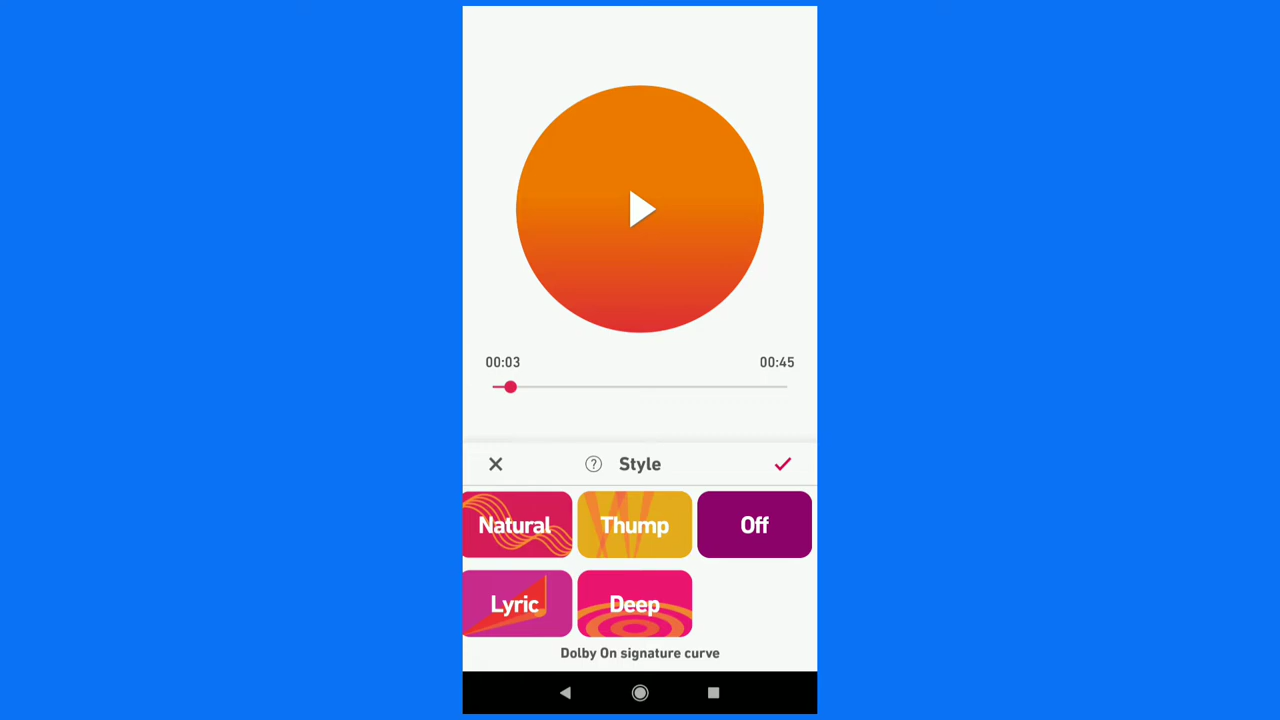 00:03 00:45
? Style
Natural Thump Off
Lyric Deep
Dolby On signature curve